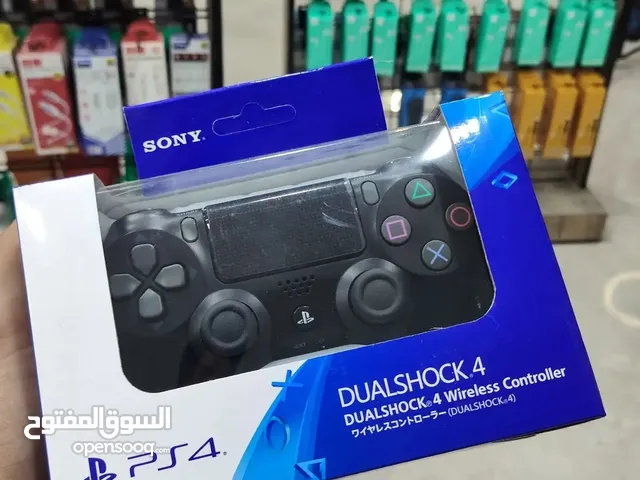 SONY
DUALSHOCK®4
DUALSHOCK®4 Wireless Controller
ワイヤレスコントローラー (DUALSHOCK®4)
PS4
السوق المفتوح
opensooq.com